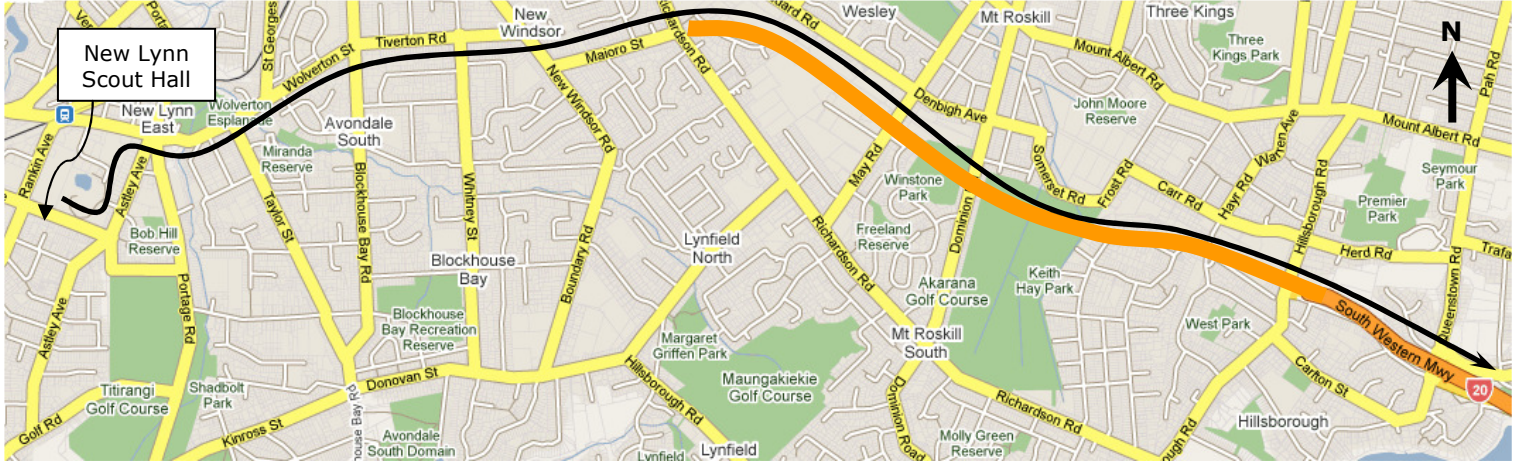 New Lynn
Scout Hall
New
Windsor
Wesley
Mt Roskill
Three Kings
N
Three
Kings Park
Pah Rd
Tiverton Rd
St Georges
Wolverton St
Maioro St
Richardson Rd
Mount Albert Rd
New Lynn
East
Wolverton
Esplanade
Avondale
South
New Windsor Rd
Denbigh Ave
John Moore
Reserve
Mount Albert Rd
Rankin Ave
Astley Ave
Miranda
Reserve
May Rd
Somerset Rd
Frost Rd
Carr Rd
Hayr Rd
Warren Ave
Seymour
Park
Winstone
Park
Premier
Park
Bob Hill
Reserve
Taylor St
Blockhouse Bay Rd
Whitney St
Boundary Rd
Lynfield
North
Richardson Rd
Freeland
Reserve
Dominion
Hillsborough Rd
Herd Rd
Trafa
Blockhouse
Bay
Akarana
Golf Course
Keith
Hay Park
Queenstown Rd
Portage Rd
Astley Ave
Blockhouse
Bay Recreation
Reserve
Margaret
Griffen Park
Mt Roskill
South
West Park
South Western Mwy
20
Titirangi
Golf Course
Shadbolt
Park
Donovan St
Hillsborough Rd
Maungakiekie
Golf Course
Dominion Road
Richardson Rd
Carlton St
Hillsborough
Golf Rd
Kinross St
house Bay Rd
Avondale
South Domain
Lynfield
Lynfield
Molly Green
Reserve
ough Rd